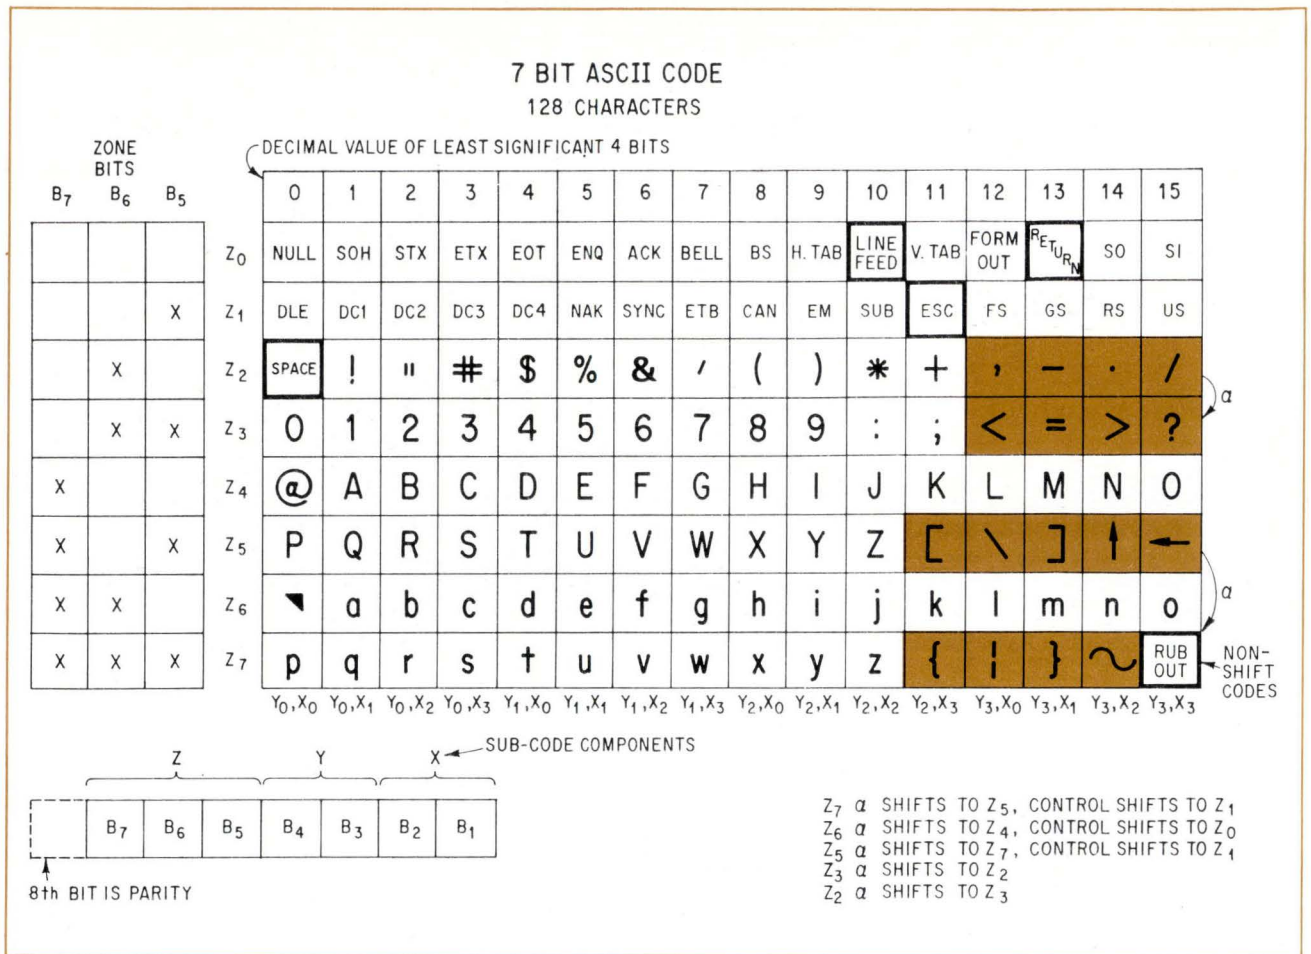 7 BIT ASCII CODE
128 CHARACTERS
ZONE
BITS
DECIMAL VALUE OF LEAST SIGNIFICANT 4 BITS
B7 B6 B5 0 1 2 3 4 5 6 7 8 9 10 11 12 13 14 15
Z0 NULL SOH STX ETX EOT ENQ ACK BELL BS H. TAB LINE FEED V. TAB FORM OUT RETURN SO SI
X Z1 DLE DC1 DC2 DC3 DC4 NAK SYNC ETB CAN EM SUB ESC FS GS RS US
X Z2 SPACE ! " # $ % & ′ ( ) * + , − . /
α
X X Z3 0 1 2 3 4 5 6 7 8 9 : ; < = > ?
X Z4 @ A B C D E F G H I J K L M N O
X X Z5 P Q R S T U V W X Y Z [ \ ] ↑ ←
X X Z6 ◥ a b c d e f g h i j k l m n o
α
X X X Z7 p q r s t u v w x y z { ¦ } ~ RUB OUT
NON-
SHIFT
CODES
Y0,X0 Y0,X1 Y0,X2 Y0,X3 Y1,X0 Y1,X1 Y1,X2 Y1,X3 Y2,X0 Y2,X1 Y2,X2 Y2,X3 Y3,X0 Y3,X1 Y3,X2 Y3,X3
Z Y X SUB-CODE COMPONENTS
B7 B6 B5 B4 B3 B2 B1
8th BIT IS PARITY
Z7 α SHIFTS TO Z5, CONTROL SHIFTS TO Z1
Z6 α SHIFTS TO Z4, CONTROL SHIFTS TO Z0
Z5 α SHIFTS TO Z7, CONTROL SHIFTS TO Z1
Z3 α SHIFTS TO Z2
Z2 α SHIFTS TO Z3